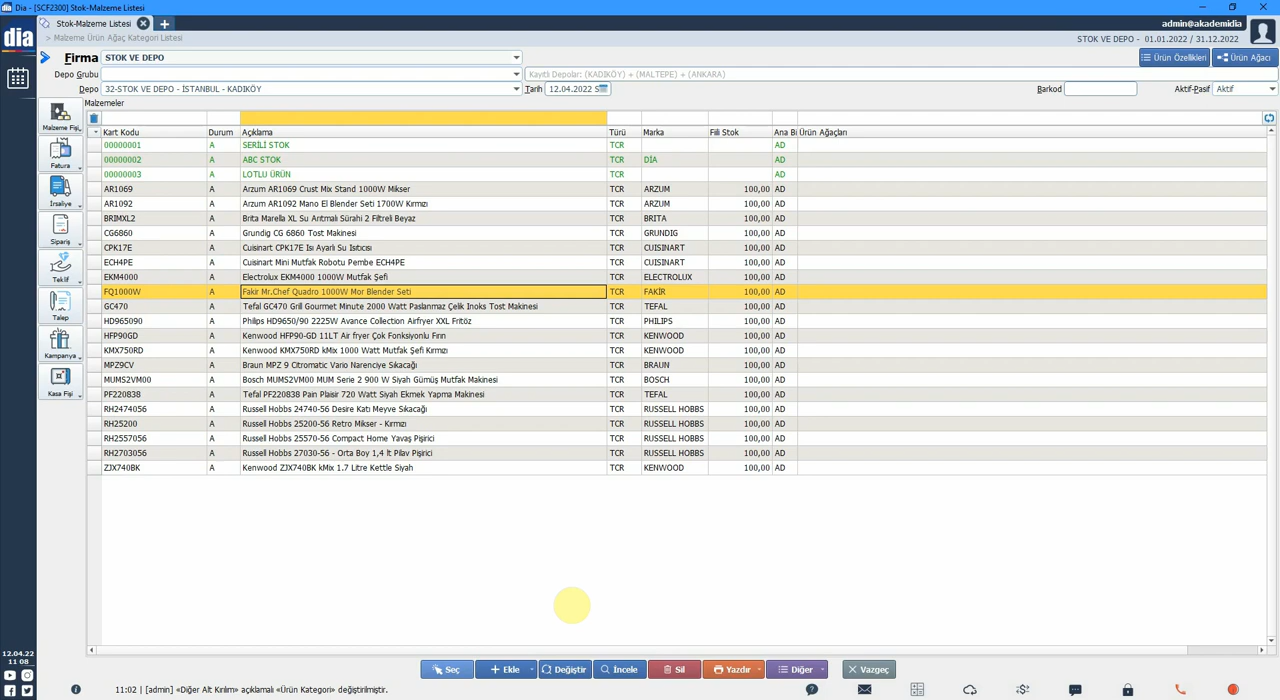 Dia - [SCF2300] Stok-Malzeme Listesi
Stok-Malzeme Listesi
admin@akademidia
dia
> Malzeme Ürün Ağaç Kategori Listesi
STOK VE DEPO - 01.01.2022 / 31.12.2022
Firma STOK VE DEPO
Ürün Özellikleri Ürün Ağacı
Depo Grubu Kayıtlı Depolar: (KADIKÖY) + (MALTEPE) + (ANKARA)
Depo 32-STOK VE DEPO - İSTANBUL - KADIKÖY Tarih 12.04.2022 S Barkod Aktif-Pasif Aktif
Malzemeler
Malzeme Fişi
Fatura
İrsaliye
Sipariş
Teklif
Talep
Kampanya
Kasa Fişi
Kart Kodu Durum Açıklama Türü Marka Fiili Stok Ana Bi Ürün Ağaçları
00000001 A SERİLİ STOK TCR AD
00000002 A ABC STOK TCR DİA AD
00000003 A LOTLU ÜRÜN TCR AD
AR1069 A Arzum AR1069 Crust Mix Stand 1000W Mikser TCR ARZUM 100,00 AD
AR1092 A Arzum AR1092 Mano El Blender Seti 1700W Kırmızı TCR ARZUM 100,00 AD
BRIMXL2 A Brita Marella XL Su Arıtmalı Sürahi 2 Filtreli Beyaz TCR BRITA 100,00 AD
CG6860 A Grundig CG 6860 Tost Makinesi TCR GRUNDIG 100,00 AD
CPK17E A Cuisinart CPK17E Isı Ayarlı Su Isıtıcısı TCR CUISINART 100,00 AD
ECH4PE A Cuisinart Mini Mutfak Robotu Pembe ECH4PE TCR CUISINART 100,00 AD
EKM4000 A Electrolux EKM4000 1000W Mutfak Şefi TCR ELECTROLUX 100,00 AD
FQ1000W A Fakir Mr.Chef Quadro 1000W Mor Blender Seti TCR FAKİR 100,00 AD
GC470 A Tefal GC470 Grill Gourmet Minute 2000 Watt Paslanmaz Çelik Inoks Tost Makinesi TCR TEFAL 100,00 AD
HD965090 A Philips HD9650/90 2225W Avance Collection Airfryer XXL Fritöz TCR PHILIPS 100,00 AD
HFP90GD A Kenwood HFP90-GD 11LT Air fryer Çok Fonksiyonlu Fırın TCR KENWOOD 100,00 AD
KMX750RD A Kenwood KMX750RD kMix 1000 Watt Mutfak Şefi Kırmızı TCR KENWOOD 100,00 AD
MPZ9CV A Braun MPZ 9 Citromatic Vario Narenciye Sıkacağı TCR BRAUN 100,00 AD
MUMS2VM00 A Bosch MUMS2VM00 MUM Serie 2 900 W Siyah Gümüş Mutfak Makinesi TCR BOSCH 100,00 AD
PF220838 A Tefal PF220838 Pain Plaisir 720 Watt Siyah Ekmek Yapma Makinesi TCR TEFAL 100,00 AD
RH2474056 A Russell Hobbs 24740-56 Desire Katı Meyve Sıkacağı TCR RUSSELL HOBBS 100,00 AD
RH25200 A Russell Hobbs 25200-56 Retro Mikser - Kırmızı TCR RUSSELL HOBBS 100,00 AD
RH2557056 A Russell Hobbs 25570-56 Compact Home Yavaş Pişirici TCR RUSSELL HOBBS 100,00 AD
RH2703056 A Russell Hobbs 27030-56 - Orta Boy 1,4 lt Pilav Pişirici TCR RUSSELL HOBBS 100,00 AD
ZJX740BK A Kenwood ZJX740BK kMix 1.7 Litre Kettle Siyah TCR KENWOOD 100,00 AD
12.04.22
11 08
Seç Ekle Değiştir İncele Sil Yazdır Diğer Vazgeç
11:02 | [admin] «Diğer Alt Kırılım» açıklamalı «Ürün Kategori» değiştirilmiştir.